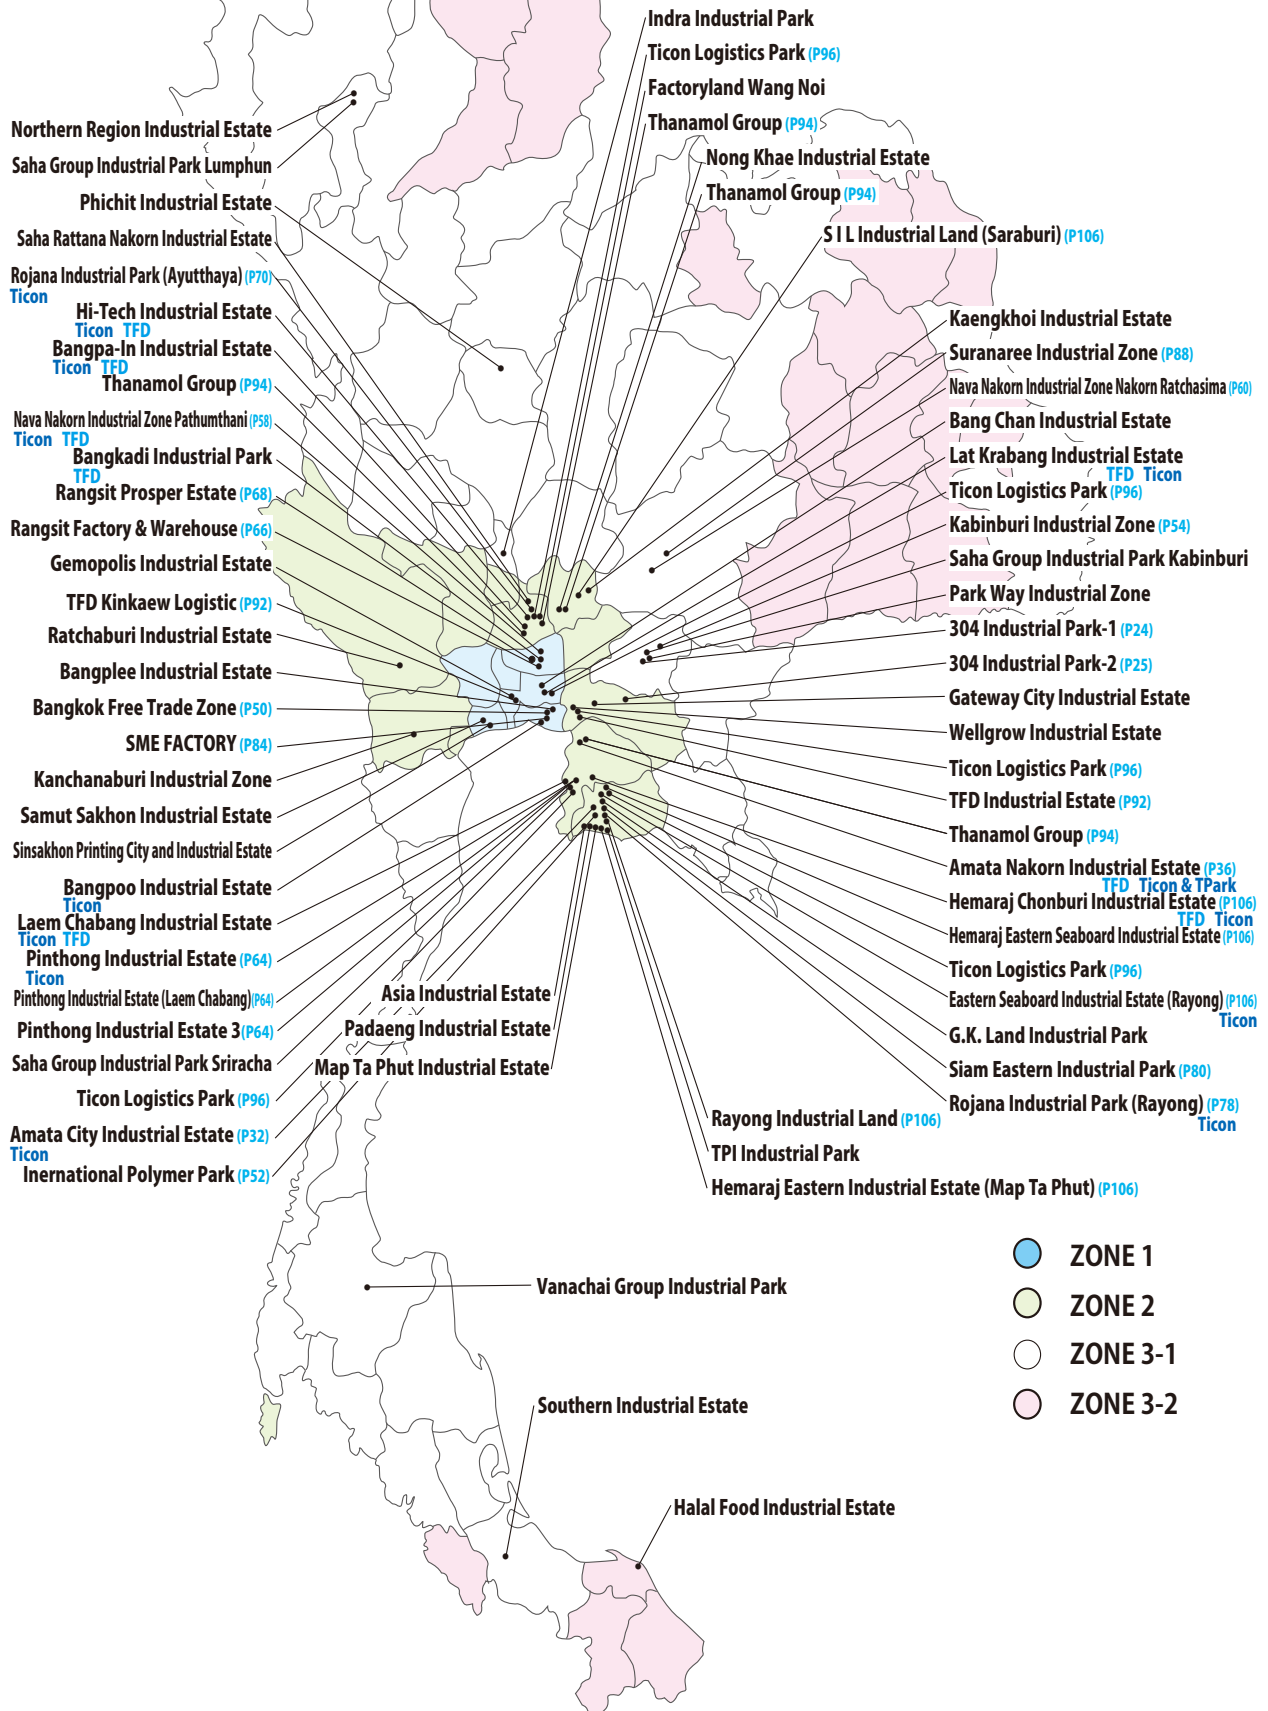 Indra Industrial Park
Ticon Logistics Park (P96)
Factoryland Wang Noi
Thanamol Group (P94)
Nong Khae Industrial Estate
Thanamol Group (P94)
S I L Industrial Land (Saraburi) (P106)
Northern Region Industrial Estate
Saha Group Industrial Park Lumphun
Phichit Industrial Estate
Saha Rattana Nakorn Industrial Estate
Rojana Industrial Park (Ayutthaya) (P70)
Ticon
Hi-Tech Industrial Estate
Ticon TFD
Bangpa-In Industrial Estate
Ticon TFD
Thanamol Group (P94)
Nava Nakorn Industrial Zone Pathumthani (P58)
Ticon TFD
Bangkadi Industrial Park
TFD
Rangsit Prosper Estate (P68)
Rangsit Factory & Warehouse (P66)
Gemopolis Industrial Estate
TFD Kinkaew Logistic (P92)
Ratchaburi Industrial Estate
Bangplee Industrial Estate
Bangkok Free Trade Zone (P50)
SME FACTORY (P84)
Kanchanaburi Industrial Zone
Samut Sakhon Industrial Estate
Sinsakhon Printing City and Industrial Estate
Bangpoo Industrial Estate
Ticon
Laem Chabang Industrial Estate
Ticon TFD
Pinthong Industrial Estate (P64)
Ticon
Pinthong Industrial Estate (Laem Chabang)(P64)
Pinthong Industrial Estate 3(P64)
Saha Group Industrial Park Sriracha
Ticon Logistics Park (P96)
Amata City Industrial Estate (P32)
Ticon
Inernational Polymer Park (P52)
Asia Industrial Estate
Padaeng Industrial Estate
Map Ta Phut Industrial Estate
Kaengkhoi Industrial Estate
Suranaree Industrial Zone (P88)
Nava Nakorn Industrial Zone Nakorn Ratchasima (P60)
Bang Chan Industrial Estate
Lat Krabang Industrial Estate
TFD Ticon
Ticon Logistics Park (P96)
Kabinburi Industrial Zone (P54)
Saha Group Industrial Park Kabinburi
Park Way Industrial Zone
304 Industrial Park-1 (P24)
304 Industrial Park-2 (P25)
Gateway City Industrial Estate
Wellgrow Industrial Estate
Ticon Logistics Park (P96)
TFD Industrial Estate (P92)
Thanamol Group (P94)
Amata Nakorn Industrial Estate (P36)
TFD Ticon & TPark
Hemaraj Chonburi Industrial Estate (P106)
TFD Ticon
Hemaraj Eastern Seaboard Industrial Estate (P106)
Ticon Logistics Park (P96)
Eastern Seaboard Industrial Estate (Rayong) (P106)
Ticon
G.K. Land Industrial Park
Siam Eastern Industrial Park (P80)
Rojana Industrial Park (Rayong) (P78)
Ticon
Rayong Industrial Land (P106)
TPI Industrial Park
Hemaraj Eastern Industrial Estate (Map Ta Phut) (P106)
ZONE 1
ZONE 2
ZONE 3-1
ZONE 3-2
Vanachai Group Industrial Park
Southern Industrial Estate
Halal Food Industrial Estate